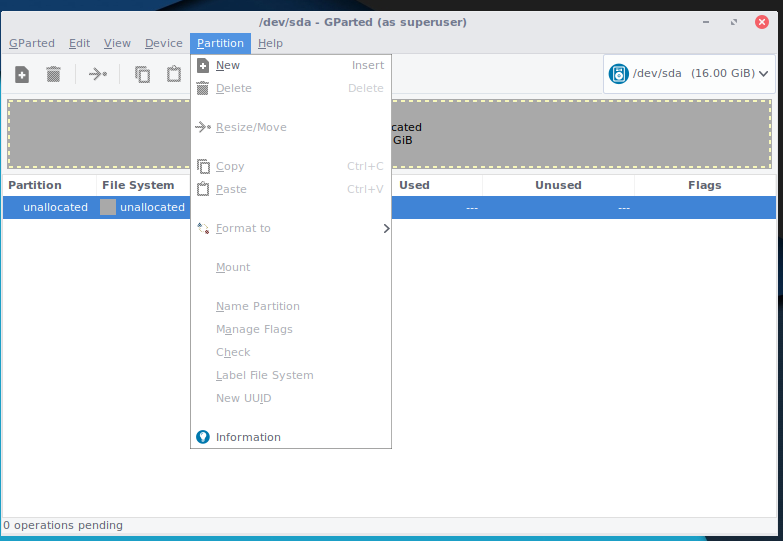 /dev/sda - GParted (as superuser)
GParted Edit View Device Partition Help
/dev/sda (16.00 GiB)
New Insert
Delete Delete
Resize/Move
Copy Ctrl+C
Paste Ctrl+V
Format to
Mount
Name Partition
Manage Flags
Check
Label File System
New UUID
Information
cated
GiB
Partition File System Used Unused Flags
unallocated unallocated --- ---
0 operations pending